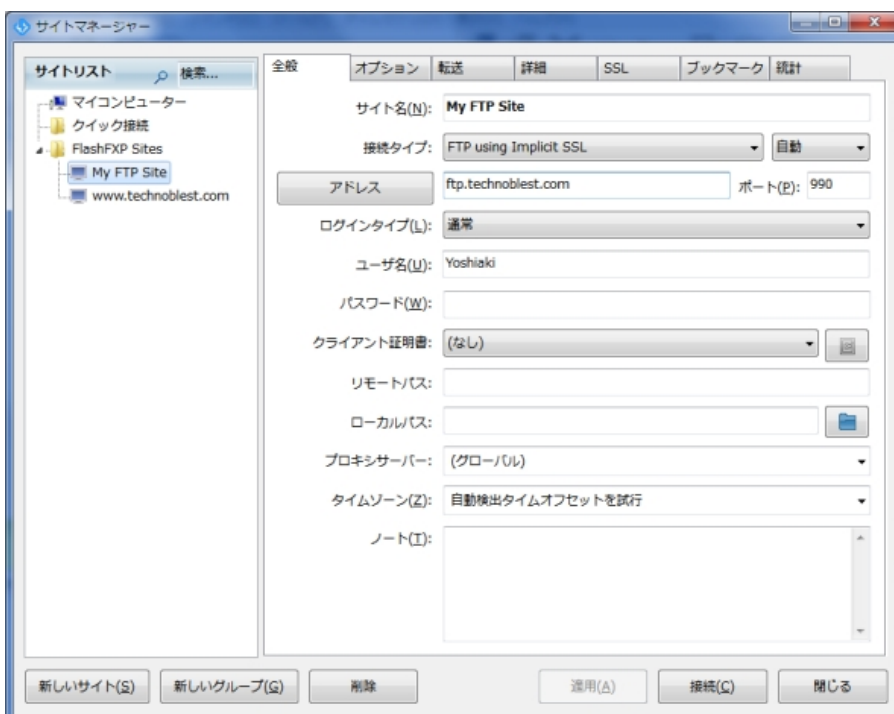 サイトマネージャー
サイトリスト 検索...
マイコンピューター
クイック接続
FlashFXP Sites
My FTP Site
www.technoblest.com
全般 オプション 転送 詳細 SSL ブックマーク 統計
サイト名(N): My FTP Site
接続タイプ: FTP using Implicit SSL 自動
アドレス ftp.technoblest.com ポート(P): 990
ログインタイプ(L): 通常
ユーザ名(U): Yoshiaki
パスワード(W):
クライアント証明書: (なし)
リモートパス:
ローカルパス:
プロキシサーバー: (グローバル)
タイムゾーン(Z): 自動検出タイムオフセットを試行
ノート(T):
新しいサイト(S) 新しいグループ(G) 削除 適用(A) 接続(C) 閉じる